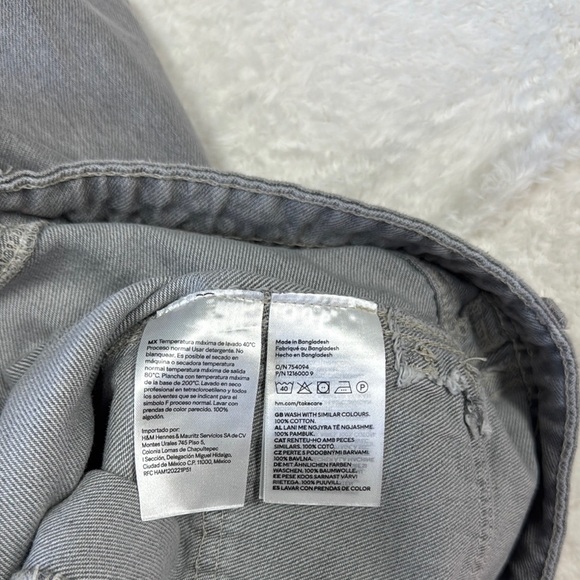 MX Temperatura máxima de lavado 40°C
Proceso normal Usar detergente. No
blanquear. Es posible el secado en
máquina o secadora temperatura
normal temperatura máxima de salida
80°C. Plancha con temperatura máxima
en la base de 200°C. Lavado en seco
profesional en tetracloroetileno y todos
los solventes que se indican para el
símbolo F proceso normal. Lavar con
prendas de color parecido, 100%
algodón.
Importado por:
H&M Hennes & Mauritz Servicios SA de CV
Montes Urales 745 Piso 5,
Colonia Lomas de Chapultepec
I Sección, Delegación Miguel Hidalgo,
Ciudad de México C.P. 11000, México
RFC HAM120221P51
Made in Bangladesh
Fabriqué au Bangladesh
Hecho en Bangladesh
O/N 754094
P/N 1216000 9
40 P
hm.com/takecare
GB WASH WITH SIMILAR COLOURS.
100% COTTON.
AL LANI ME NGJYRA TË NGJASHME.
100% PAMBUK.
CAT RENTEU-HO AMB PECES
SIMILARS. 100% COTÓ.
CZ PERTE S PODOBNÝMI BARVAMI.
100% BAVLNA.
DE MIT ÄHNLICHEN FARBEN
WASCHEN. 100% BAUMWOLLE.
EE PESE KOOS SARNAST VÄRVI
RIIETEGA. 100% PUUVILL.
ES LAVAR CON PRENDAS DE COLOR